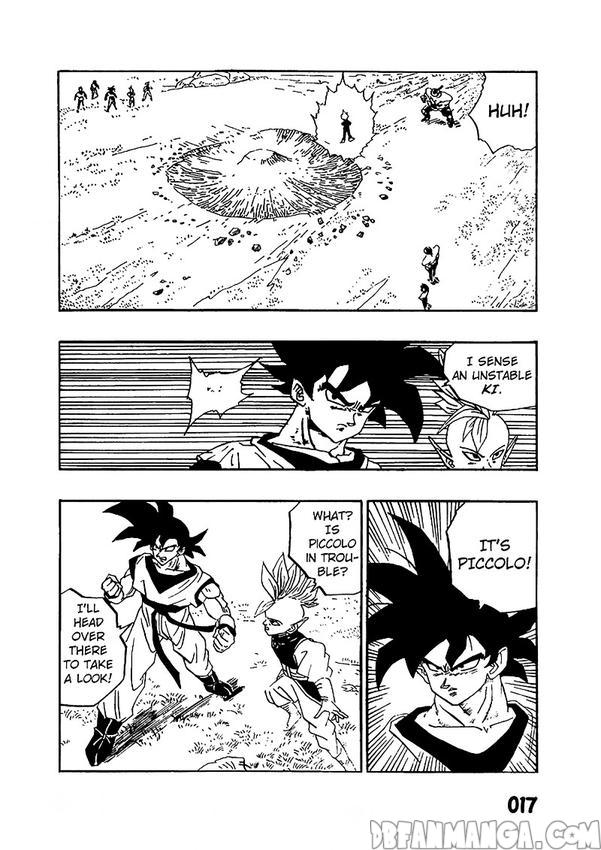 HUH!
I SENSE
AN UNSTABLE
KI.
...
WHAT?
IS
PICCOLO
IN TROU-
BLE?
I'LL
HEAD
OVER
THERE
TO TAKE
A LOOK!
IT'S
PICCOLO!
017
DBFANMANGA.COM